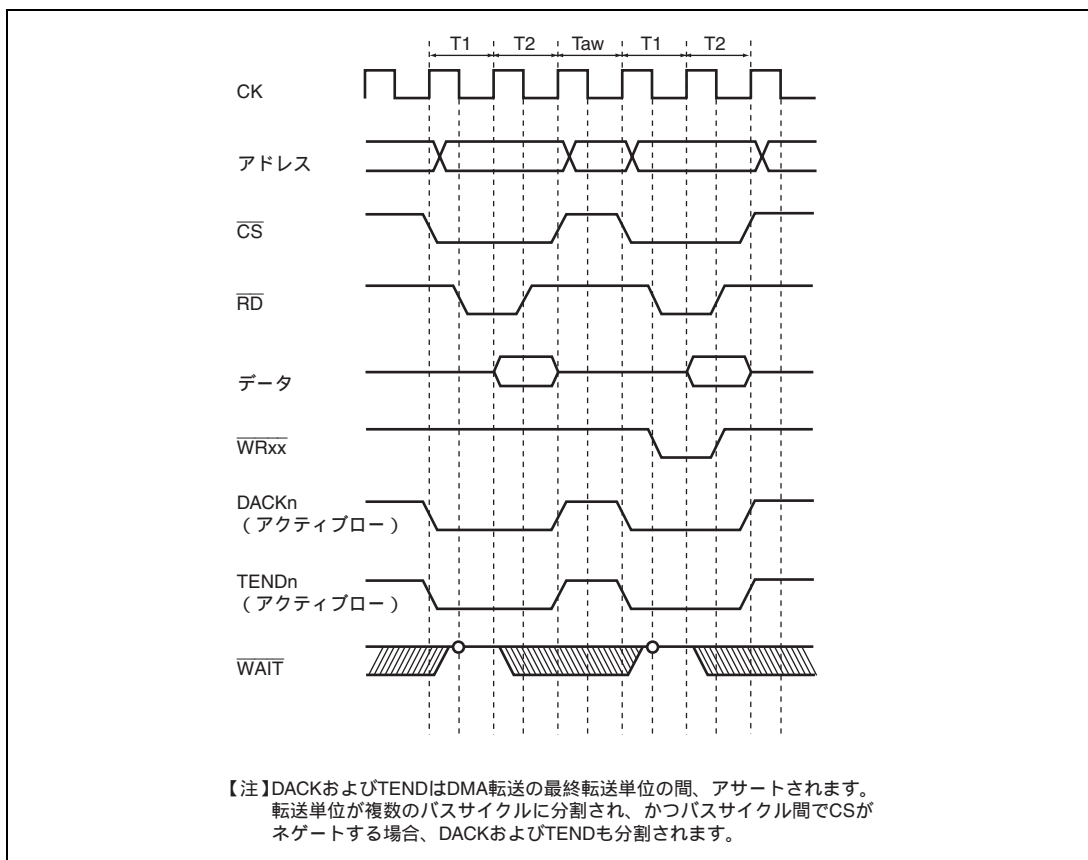 T1 T2 Taw T1 T2
CK
アドレス
CS
RD
データ
WRxx
DACKn
（アクティブロー）
TENDn
（アクティブロー）
WAIT
【注】DACKおよびTENDはDMA転送の最終転送単位の間、アサートされます。
転送単位が複数のバスサイクルに分割され、かつバスサイクル間でCSが
ネゲートする場合、DACKおよびTENDも分割されます。